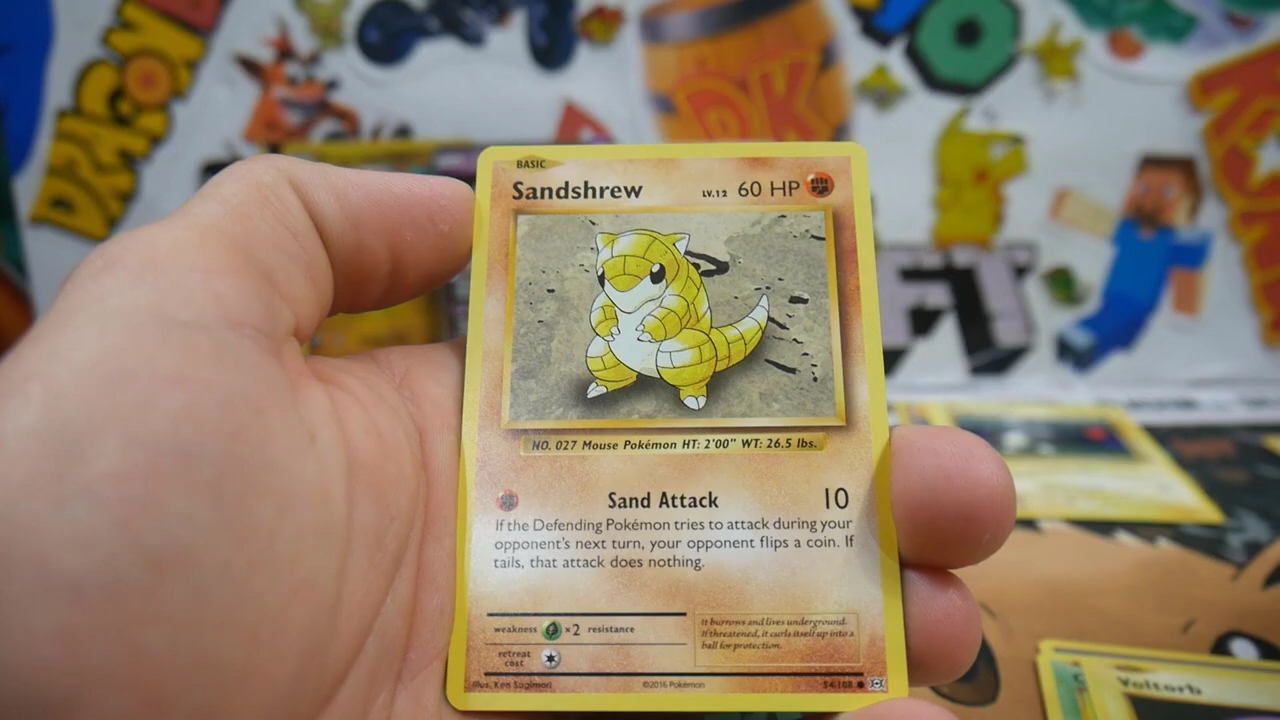 DRAGON
DK
BASIC
Sandshrew LV.12 60 HP
NO. 027 Mouse Pokémon HT: 2'00" WT: 26.5 lbs.
Sand Attack 10
If the Defending Pokémon tries to attack during your
opponent's next turn, your opponent flips a coin. If
tails, that attack does nothing.
weakness ×2 resistance
retreat
cost
It burrows and lives underground.
If threatened, it curls itself up into a
ball for protection.
Illus. Ken Sugimori ©2016 Pokémon 54/108
Voltorb